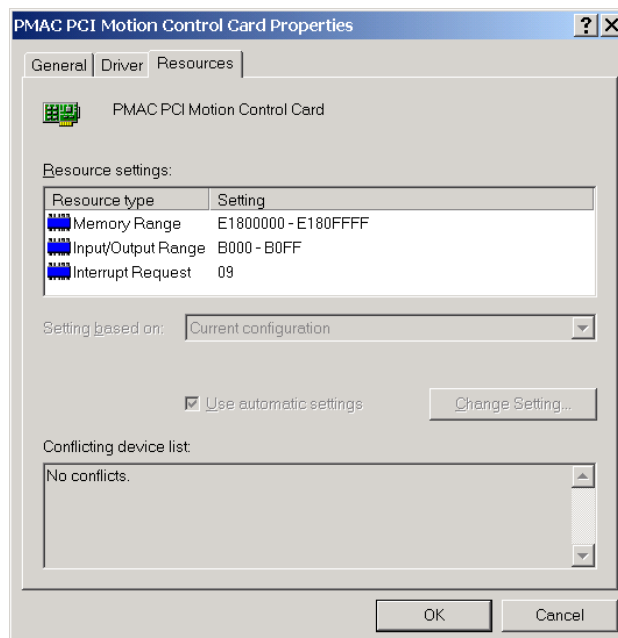 PMAC PCI Motion Control Card Properties
General Driver Resources
PMAC PCI Motion Control Card
Resource settings:
Resource type Setting
Memory Range E1800000 - E180FFFF
Input/Output Range B000 - B0FF
Interrupt Request 09
Setting based on: Current configuration
Use automatic settings Change Setting...
Conflicting device list:
No conflicts.
OK Cancel